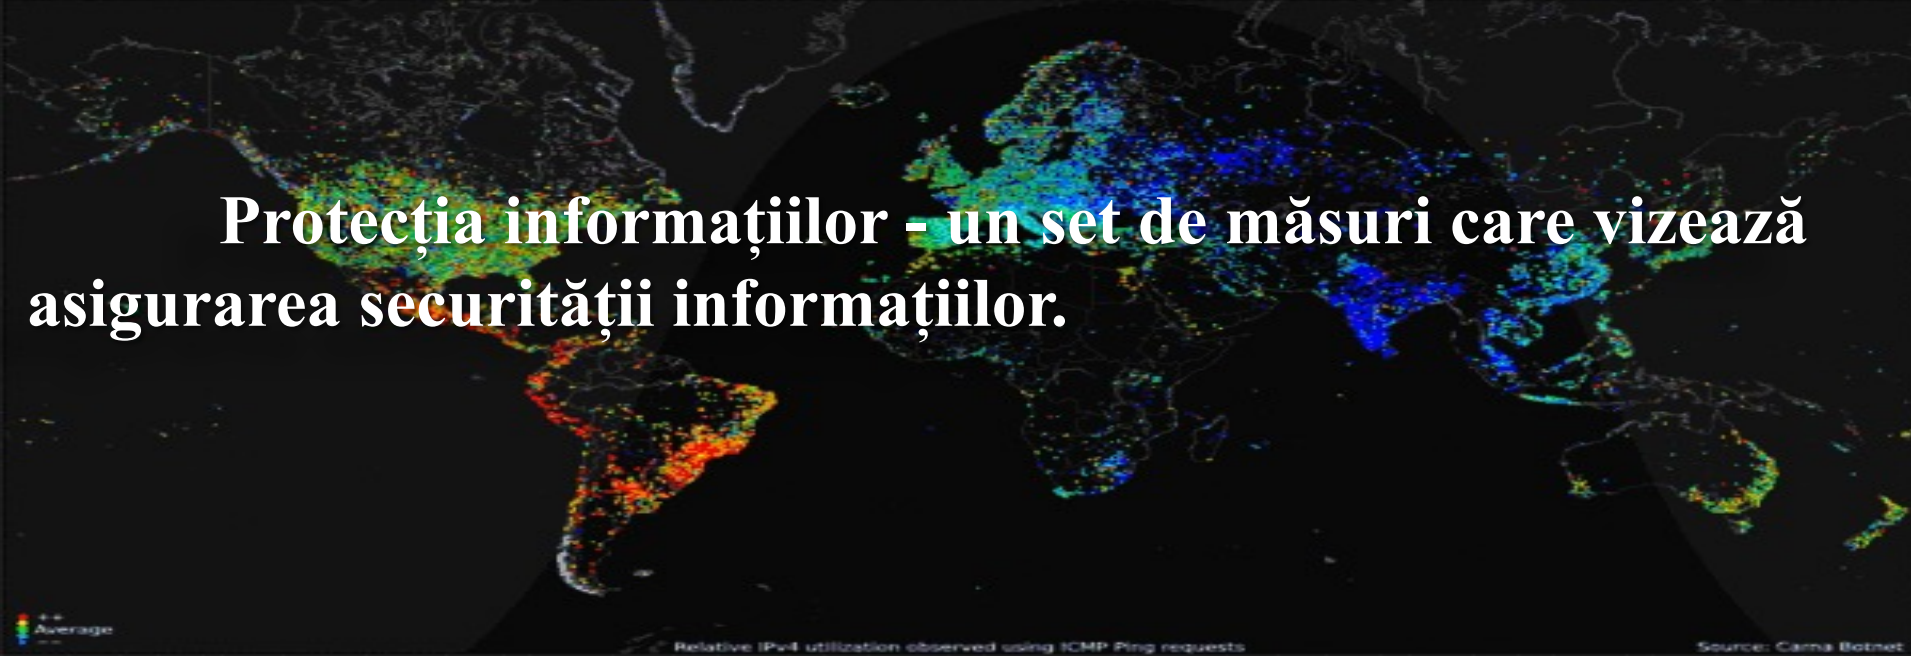 Protecția informațiilor - un set de măsuri care vizează
asigurarea securității informațiilor.
++
Average
--
Relative IPv4 utilization observed using ICMP Ping requests
Source: Carna Botnet